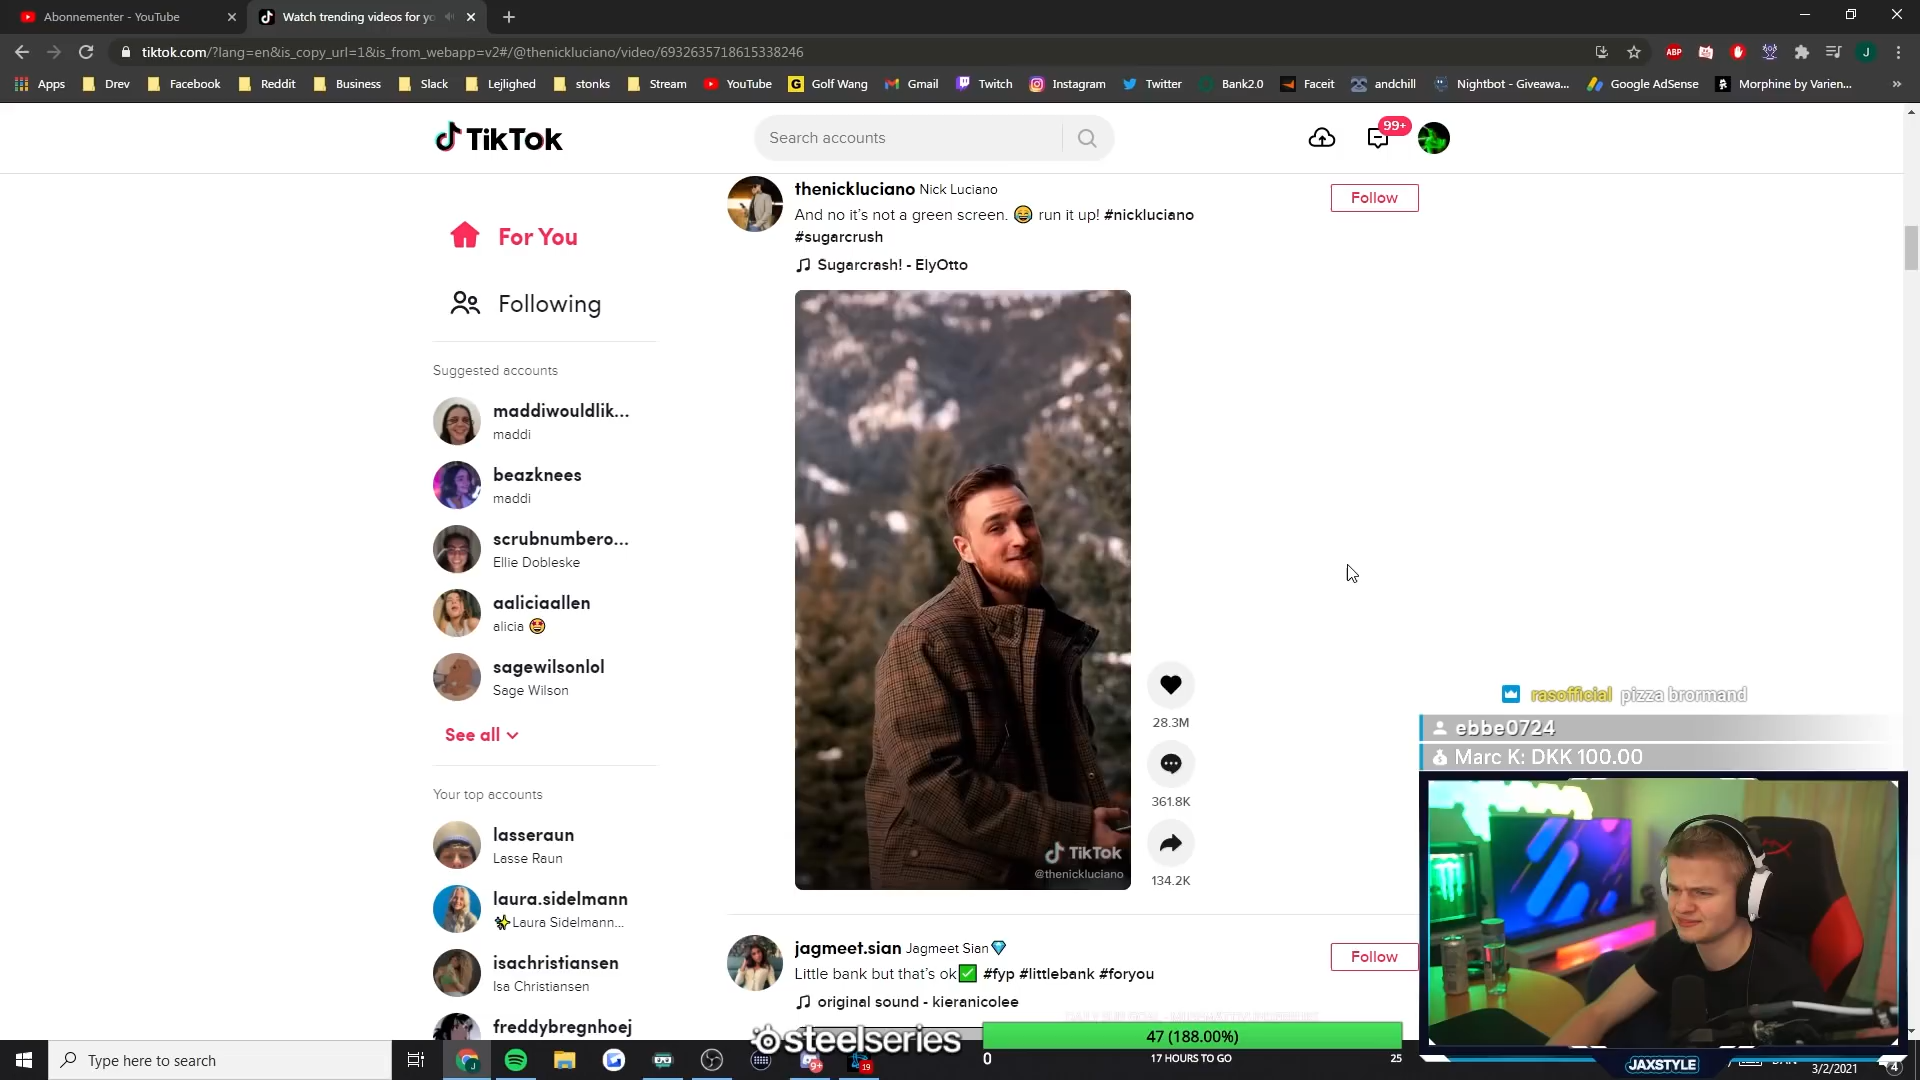 Abonnementer - YouTube
Watch trending videos for yo
tiktok.com/?lang=en&is_copy_url=1&is_from_webapp=v2#/@thenickluciano/video/6932635718615338246
ABP
J
Apps
Drev
Facebook
Reddit
Business
Slack
Lejlighed
stonks
Stream
YouTube
Golf Wang
Gmail
Twitch
Instagram
Twitter
Bank2.0
Faceit
andchill
Nightbot - Giveawa...
Google AdSense
Morphine by Varien...
TikTok
Search accounts
99+
For You
Following
Suggested accounts
maddiwouldlik...
maddi
beazknees
maddi
scrubnumbero...
Ellie Dobleske
aaliciaallen
alicia 🤩
sagewilsonlol
Sage Wilson
See all
Your top accounts
lasseraun
Lasse Raun
laura.sidelmann
✨Laura Sidelmann...
isachristiansen
Isa Christiansen
freddybregnhoej
thenickluciano Nick Luciano
Follow
And no it's not a green screen. 😂 run it up! #nickluciano
#sugarcrush
Sugarcrash! - ElyOtto
TikTok
@thenickluciano
28.3M
361.8K
134.2K
jagmeet.sian Jagmeet Sian💎
Follow
Little bank but that's ok✅ #fyp #littlebank #foryou
original sound - kieranicolee
rasofficial pizza brormand
ebbe0724
Marc K: DKK 100.00
JAXSTYLE
steelseries
47 (188.00%)
0
17 HOURS TO GO
25
Type here to search
9+
19
3/2/2021
4